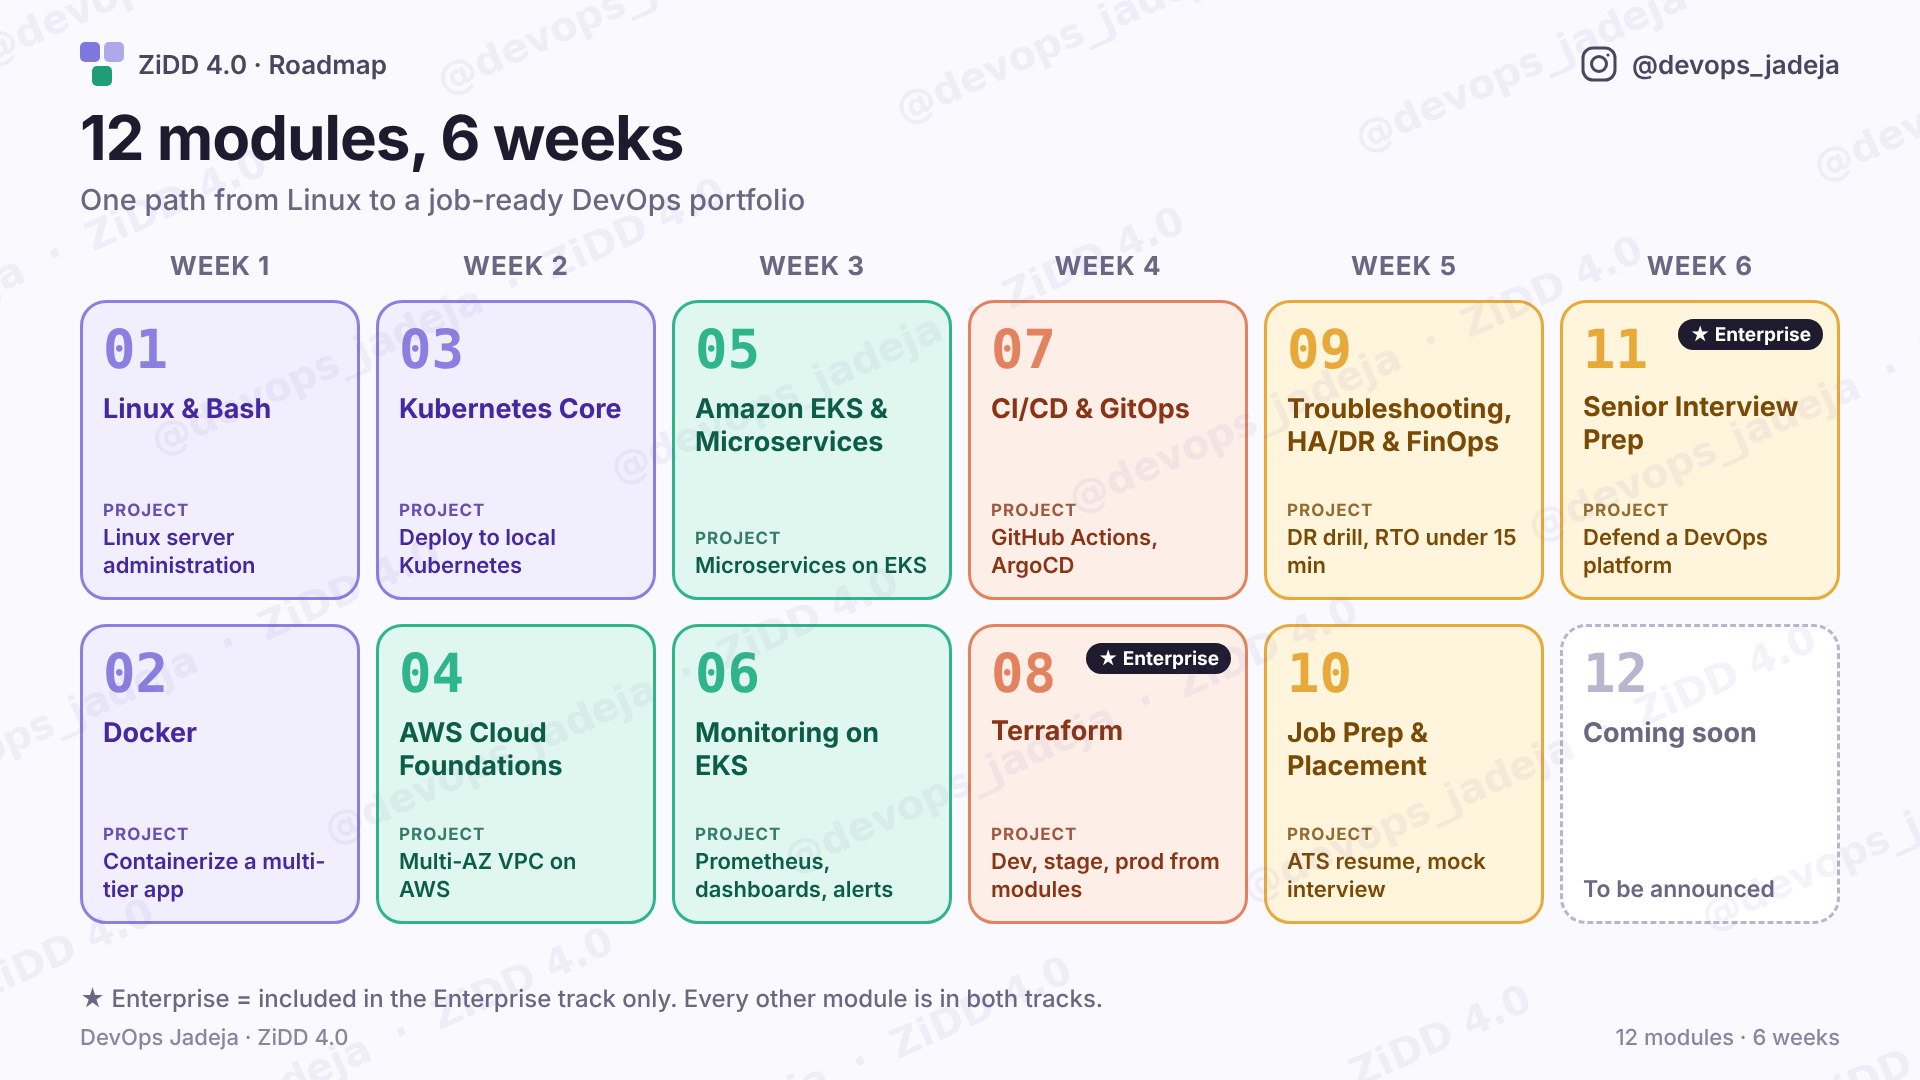 ZiDD 4.0 · Roadmap
@devops_jadeja
12 modules, 6 weeks
One path from Linux to a job-ready DevOps portfolio
WEEK 1
WEEK 2
WEEK 3
WEEK 4
WEEK 5
WEEK 6
01
Linux & Bash
PROJECT
Linux server
administration
03
Kubernetes Core
PROJECT
Deploy to local
Kubernetes
05
Amazon EKS &
Microservices
PROJECT
Microservices on EKS
07
CI/CD & GitOps
PROJECT
GitHub Actions,
ArgoCD
09
Troubleshooting,
HA/DR & FinOps
PROJECT
DR drill, RTO under 15
min
11
★ Enterprise
Senior Interview
Prep
PROJECT
Defend a DevOps
platform
02
Docker
PROJECT
Containerize a multi-
tier app
04
AWS Cloud
Foundations
PROJECT
Multi-AZ VPC on
AWS
06
Monitoring on
EKS
PROJECT
Prometheus,
dashboards, alerts
08
★ Enterprise
Terraform
PROJECT
Dev, stage, prod from
modules
10
Job Prep &
Placement
PROJECT
ATS resume, mock
interview
12
Coming soon
To be announced
★ Enterprise = included in the Enterprise track only. Every other module is in both tracks.
DevOps Jadeja · ZiDD 4.0
12 modules · 6 weeks
@devops_jadeja · ZiDD 4.0